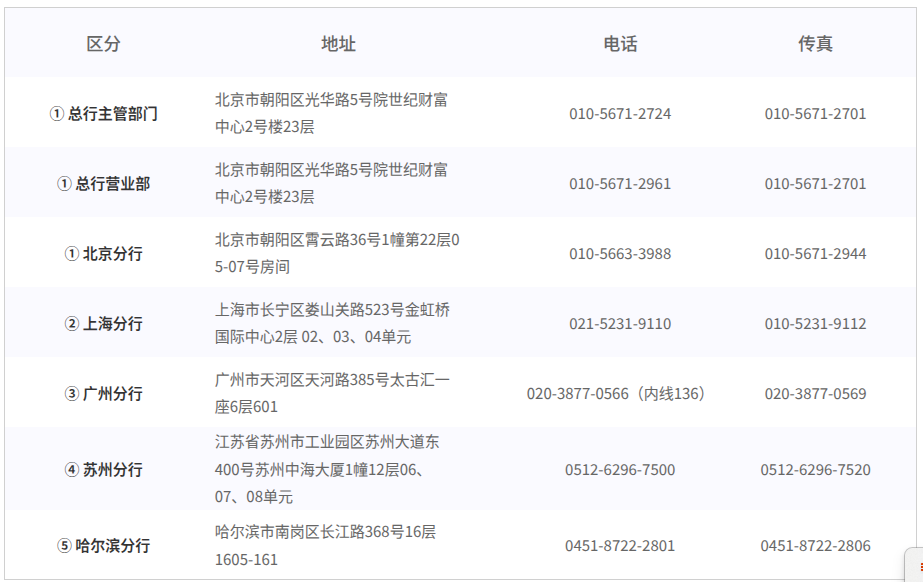 区分 地址 电话 传真
① 总行主管部门 北京市朝阳区光华路5号院世纪财富 010-5671-2724 010-5671-2701
中心2号楼23层
① 总行营业部 北京市朝阳区光华路5号院世纪财富 010-5671-2961 010-5671-2701
中心2号楼23层
① 北京分行 北京市朝阳区霄云路36号1幢第22层0 010-5663-3988 010-5671-2944
5-07号房间
② 上海分行 上海市长宁区娄山关路523号金虹桥 021-5231-9110 010-5231-9112
国际中心2层 02、03、04单元
③ 广州分行 广州市天河区天河路385号太古汇一 020-3877-0566（内线136） 020-3877-0569
座6层601
④ 苏州分行 江苏省苏州市工业园区苏州大道东 0512-6296-7500 0512-6296-7520
400号苏州中海大厦1幢12层06、
07、08单元
⑤ 哈尔滨分行 哈尔滨市南岗区长江路368号16层 0451-8722-2801 0451-8722-2806
1605-161